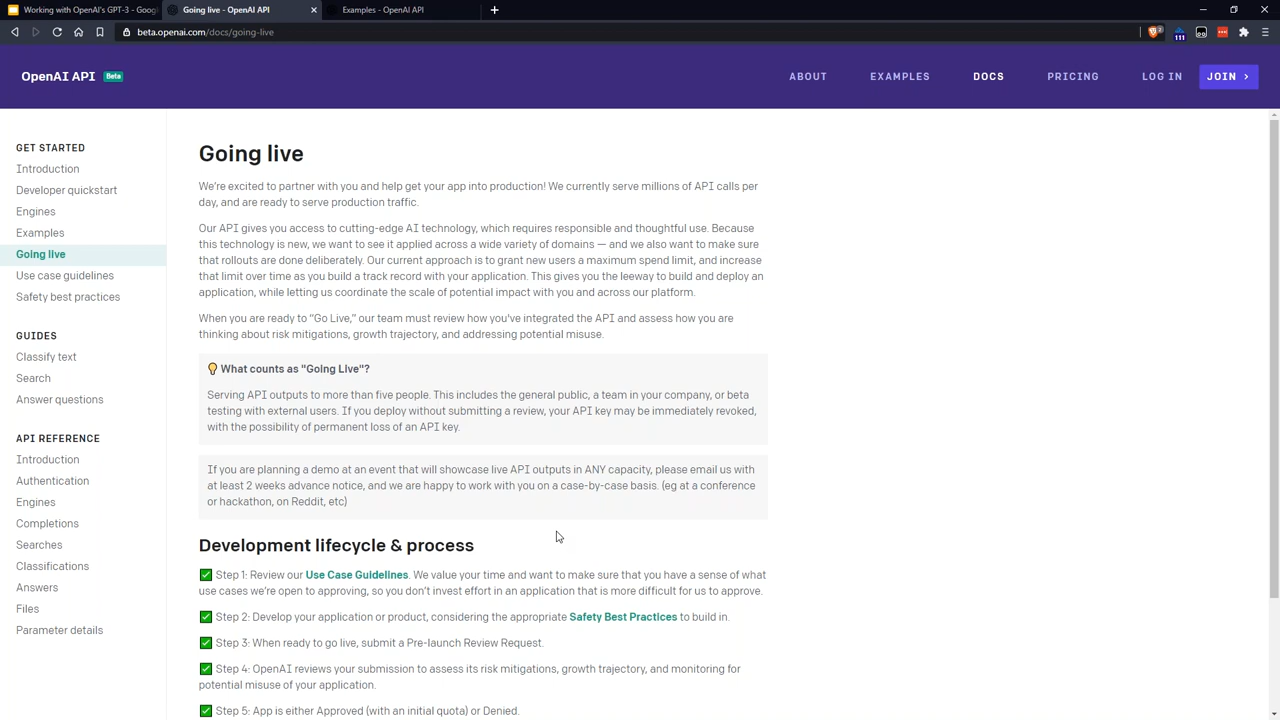 Working with OpenAI's GPT-3 - Goog
Going live - OpenAI API
Examples - OpenAI API
beta.openai.com/docs/going-live
2
111
OpenAI API Beta
ABOUT
EXAMPLES
DOCS
PRICING
LOG IN
JOIN >
GET STARTED
Introduction
Developer quickstart
Engines
Examples
Going live
Use case guidelines
Safety best practices
GUIDES
Classify text
Search
Answer questions
API REFERENCE
Introduction
Authentication
Engines
Completions
Searches
Classifications
Answers
Files
Parameter details
Going live
We're excited to partner with you and help get your app into production! We currently serve millions of API calls per
day, and are ready to serve production traffic.
Our API gives you access to cutting-edge AI technology, which requires responsible and thoughtful use. Because
this technology is new, we want to see it applied across a wide variety of domains — and we also want to make sure
that rollouts are done deliberately. Our current approach is to grant new users a maximum spend limit, and increase
that limit over time as you build a track record with your application. This gives you the leeway to build and deploy an
application, while letting us coordinate the scale of potential impact with you and across our platform.
When you are ready to "Go Live," our team must review how you've integrated the API and assess how you are
thinking about risk mitigations, growth trajectory, and addressing potential misuse.
What counts as "Going Live"?
Serving API outputs to more than five people. This includes the general public, a team in your company, or beta
testing with external users. If you deploy without submitting a review, your API key may be immediately revoked,
with the possibility of permanent loss of an API key.
If you are planning a demo at an event that will showcase live API outputs in ANY capacity, please email us with
at least 2 weeks advance notice, and we are happy to work with you on a case-by-case basis. (eg at a conference
or hackathon, on Reddit, etc)
Development lifecycle & process
Step 1: Review our Use Case Guidelines. We value your time and want to make sure that you have a sense of what
use cases we're open to approving, so you don't invest effort in an application that is more difficult for us to approve.
Step 2: Develop your application or product, considering the appropriate Safety Best Practices to build in.
Step 3: When ready to go live, submit a Pre-launch Review Request.
Step 4: OpenAI reviews your submission to assess its risk mitigations, growth trajectory, and monitoring for
potential misuse of your application.
Step 5: App is either Approved (with an initial quota) or Denied.